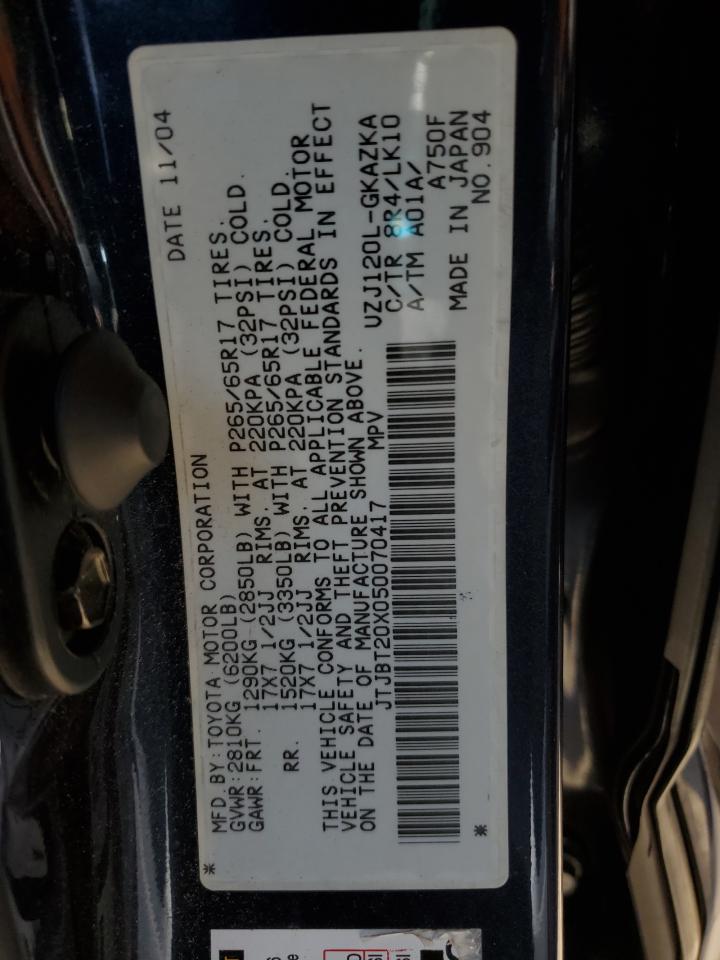 MFD. BY: TOYOTA MOTOR CORPORATION DATE 11/04
GVWR: 2810KG (6200LB)
GAWR: FRT. 1290KG (2850LB) WITH P265/65R17 TIRES.
17X7 1/2JJ RIMS. AT 220KPA (32PSI) COLD.
RR. 1520KG (3350LB) WITH P265/65R17 TIRES.
17X7 1/2JJ RIMS. AT 220KPA (32PSI) COLD.
THIS VEHICLE CONFORMS TO ALL APPLICABLE FEDERAL MOTOR
VEHICLE SAFETY AND THEFT PREVENTION STANDARDS IN EFFECT
ON THE DATE OF MANUFACTURE SHOWN ABOVE.
JTJBT20X050070417 MPV
UZJ120L-GKAZKA
C/TR 8R4/LK10
A/TM A01A/ A750F
MADE IN JAPAN
NO. 904